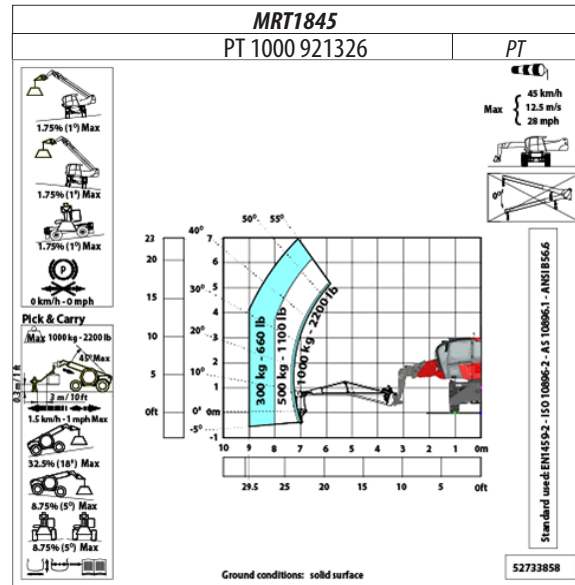 MRT1845
PT 1000 921326
PT
1.75% (1°) Max
1.75% (1°) Max
1.75% (1°) Max
P
0 km/h - 0 mph
Pick & Carry
Max 1000 kg - 2200 lb
45° Max
0.3 m / 1 ft
3 m / 10 ft
1.5 km/h - 1 mph Max
32.5% (18°) Max
8.75% (5°) Max
8.75% (5°) Max
Max
45 km/h
12.5 m/s
28 mph
0°
40°
50°
55°
30°
20°
10°
0°
-5°
23
20
15
10
5
0ft
7
6
5
4
3
2
1
0m
-1
300 kg - 660 lb
500 kg - 1100 lb
1000 kg - 2200 lb
10 9 8 7 6 5 4 3 2 1 0m
29.5 25 20 15 10 5 0ft
Standard used: EN1459-2 - ISO 10896-2 - AS 10896.1 - ANSI B56.6
Ground conditions: solid surface
52733858